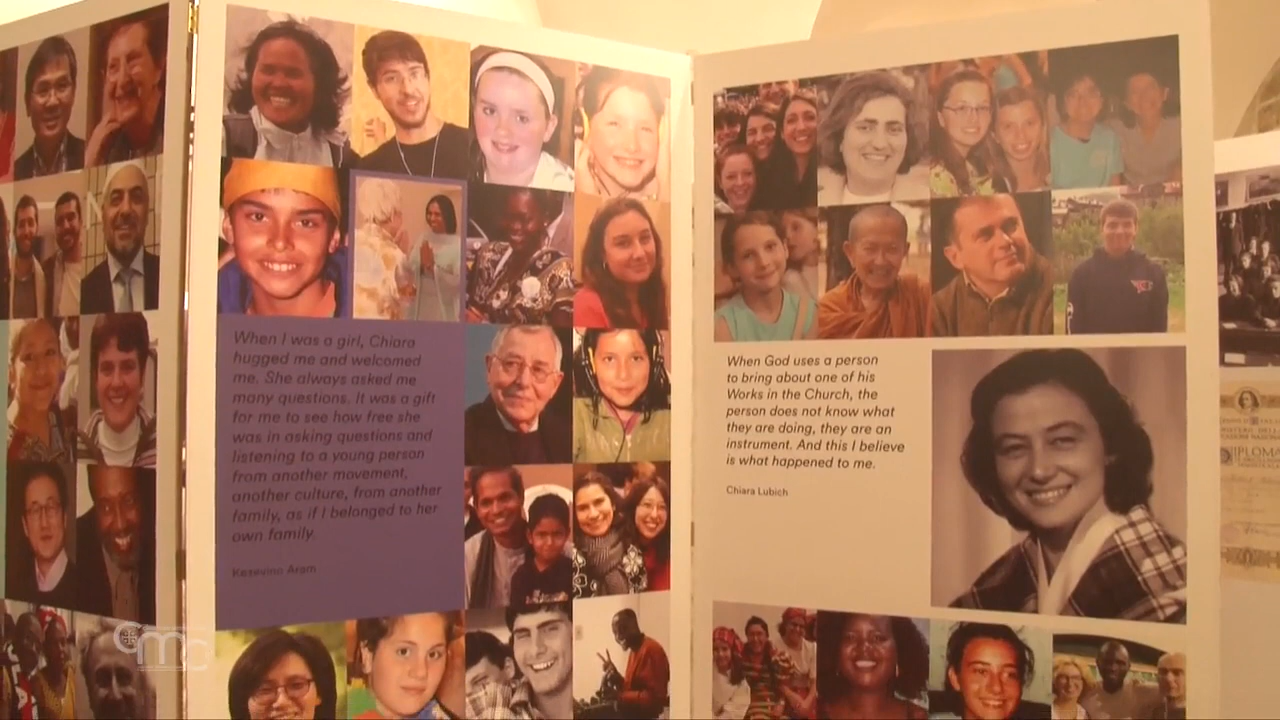 When I was a girl, Chiara
hugged me and welcomed
me. She always asked me
many questions. It was a gift
for me to see how free she
was in asking questions and
listening to a young person
from another movement,
another culture, from another
family, as if I belonged to her
own family.
Kezevino Aram
When God uses a person
to bring about one of his
Works in the Church, the
person does not know what
they are doing, they are an
instrument. And this I believe
is what happened to me.
Chiara Lubich
cmc